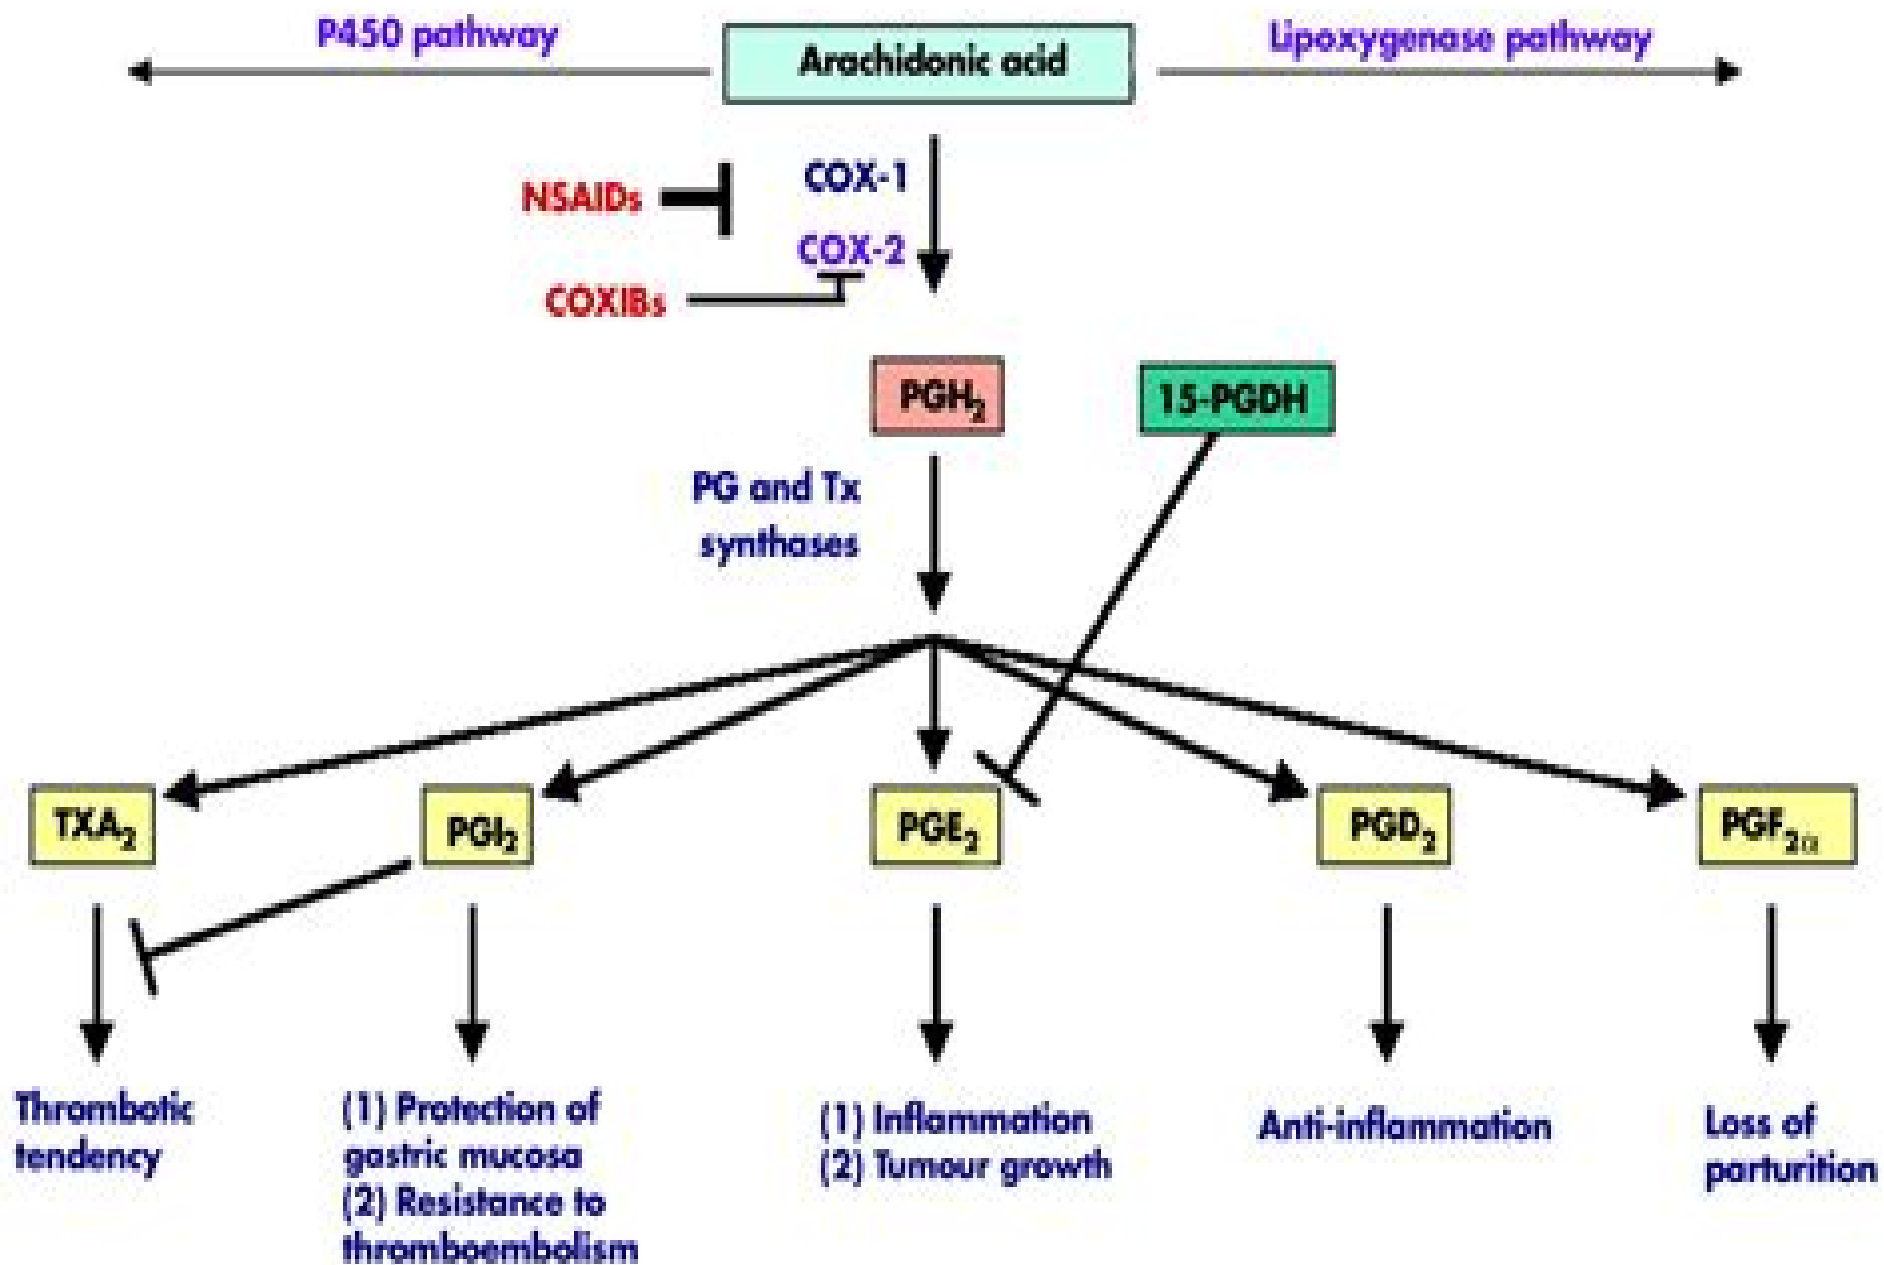 P450 pathway
Arachidonic acid
Lipoxygenase pathway
NSAIDs
COX-1
COX-2
COXIBs
PGH2
15-PGDH
PG and Tx
synthases
TXA2
PGI2
PGE2
PGD2
PGF2α
Thrombotic
tendency
(1) Protection of
gastric mucosa
(2) Resistance to
thromboembolism
(1) Inflammation
(2) Tumour growth
Anti-inflammation
Loss of
parturition